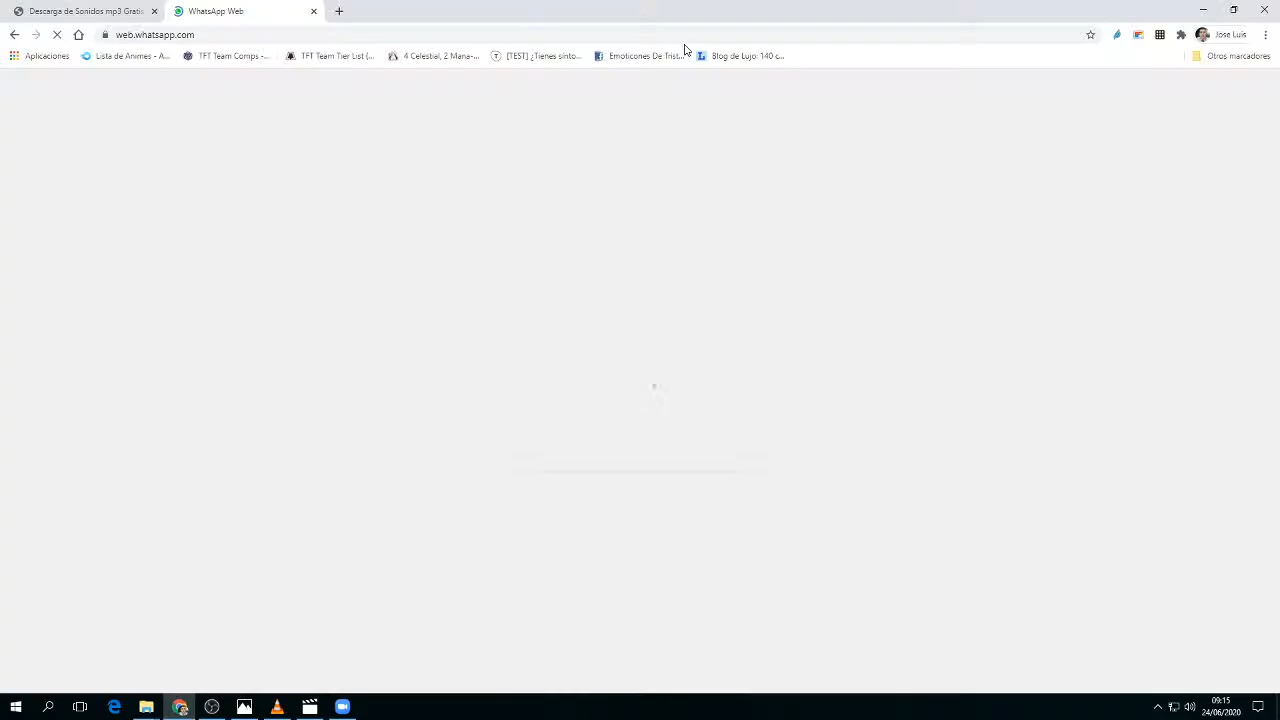 Descarga de Sonidos mp3 Gratis
WhatsApp Web
web.whatsapp.com
Jose Luis
Aplicaciones
Lista de Animes - A...
TFT Team Comps -...
TFT Team Tier List (...
4 Celestial, 2 Mana-...
[TEST] ¿Tienes sínto...
Emoticones De Trist...
Blog de Lujo: 140 c...
Otros marcadores
09:15
24/06/2020